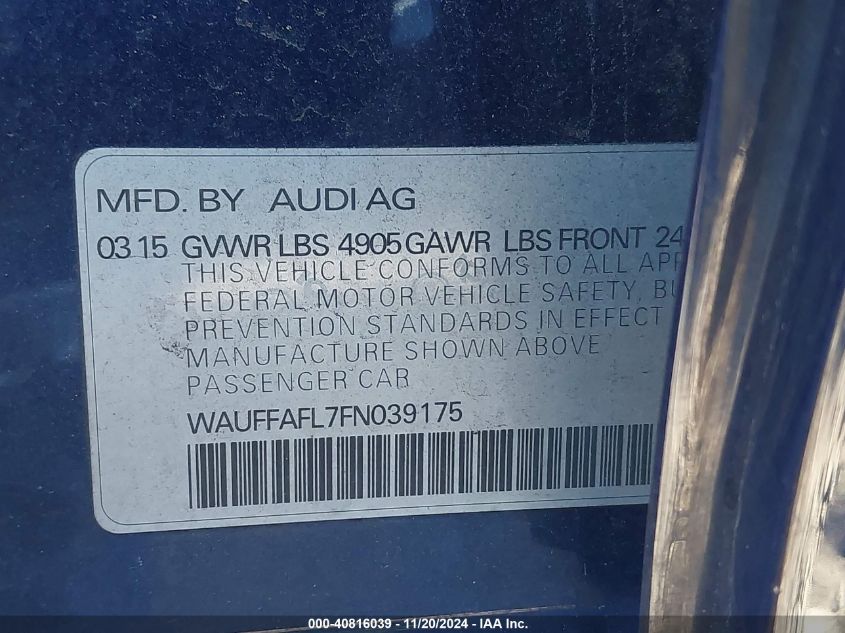 MFD. BY AUDI AG
03 15 GVWR LBS 4905 GAWR LBS FRONT 24
THIS VEHICLE CONFORMS TO ALL APP
FEDERAL MOTOR VEHICLE SAFETY, BU
PREVENTION STANDARDS IN EFFECT
MANUFACTURE SHOWN ABOVE
PASSENGER CAR
WAUFFAFL7FN039175
000-40816039 - 11/20/2024 - IAA Inc.